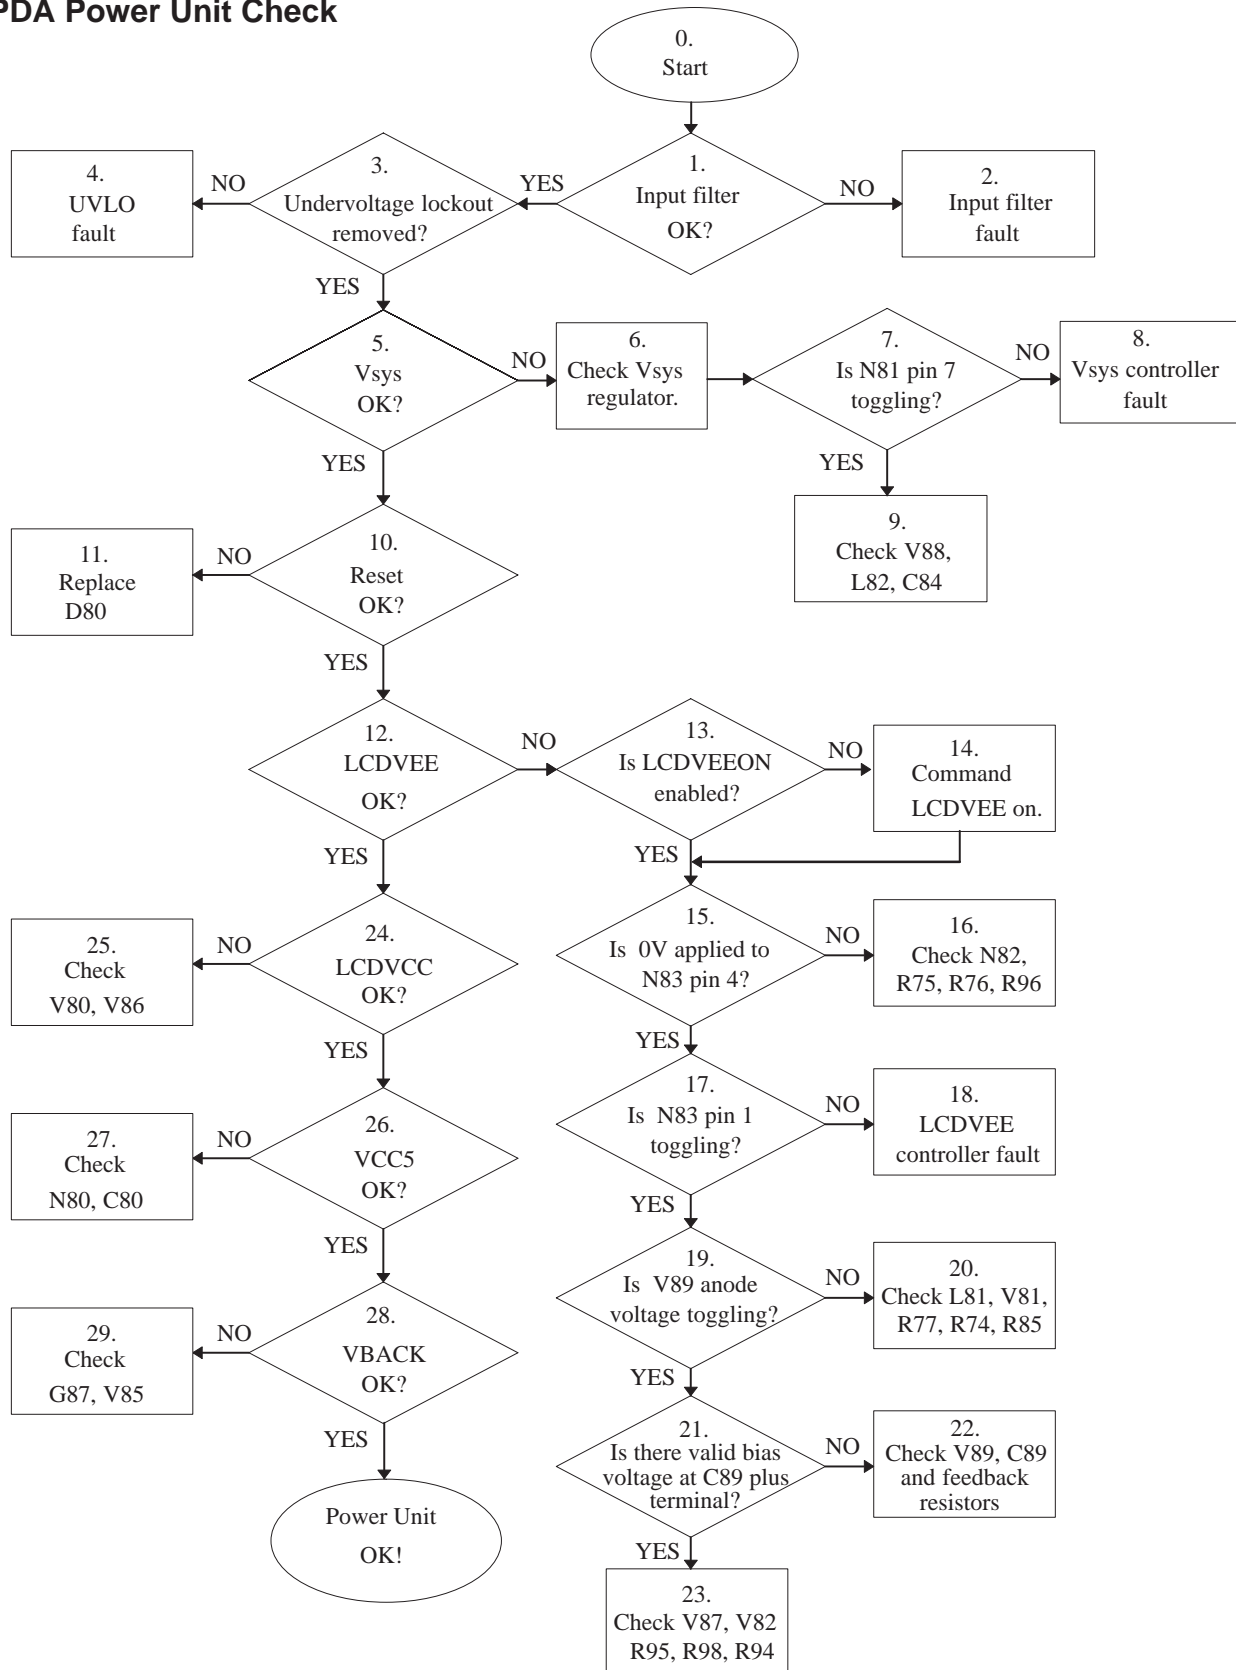 PDA Power Unit Check
0.
Start
1.
Input filter
OK?
NO
2.
Input filter
fault
YES
3.
Undervoltage lockout
removed?
NO
4.
UVLO
fault
YES
5.
Vsys
OK?
NO
6.
Check Vsys
regulator.
7.
Is N81 pin 7
toggling?
NO
8.
Vsys controller
fault
YES
9.
Check V88,
L82, C84
YES
10.
Reset
OK?
NO
11.
Replace
D80
YES
12.
LCDVEE
OK?
NO
13.
Is LCDVEEON
enabled?
NO
14.
Command
LCDVEE on.
YES
15.
Is 0V applied to
N83 pin 4?
NO
16.
Check N82,
R75, R76, R96
YES
17.
Is N83 pin 1
toggling?
NO
18.
LCDVEE
controller fault
YES
19.
Is V89 anode
voltage toggling?
NO
20.
Check L81, V81,
R77, R74, R85
YES
21.
Is there valid bias
voltage at C89 plus
terminal?
NO
22.
Check V89, C89
and feedback
resistors
YES
23.
Check V87, V82
R95, R98, R94
YES
24.
LCDVCC
OK?
NO
25.
Check
V80, V86
YES
26.
VCC5
OK?
NO
27.
Check
N80, C80
YES
28.
VBACK
OK?
NO
29.
Check
G87, V85
YES
Power Unit
OK!